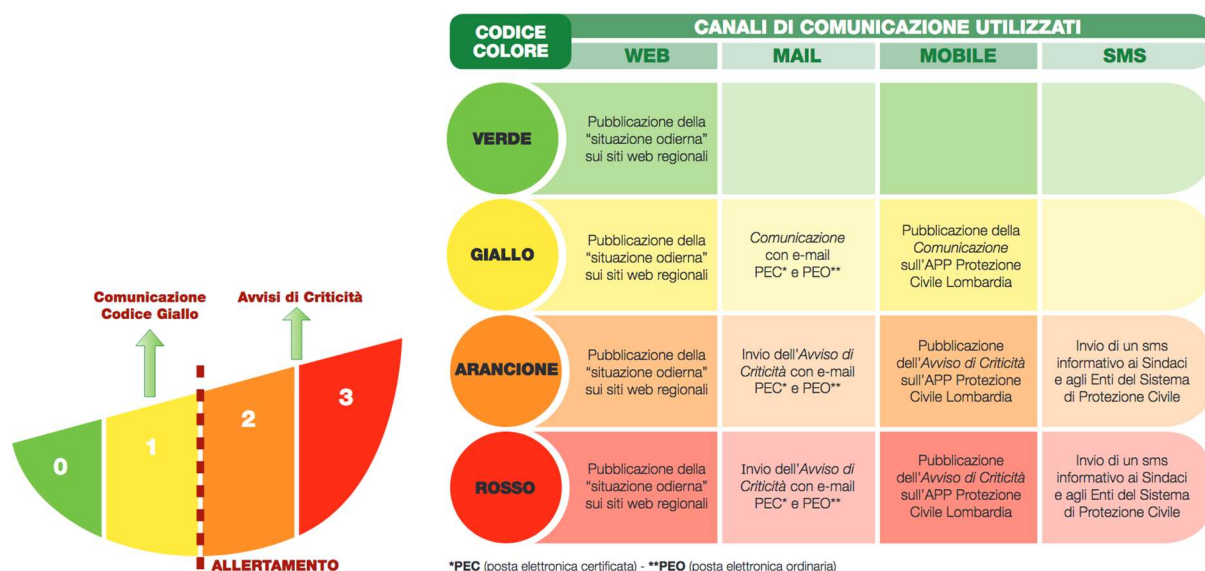 Comunicazione
Codice Giallo
Avvisi di Criticità
0
1
2
3
ALLERTAMENTO
CODICE
COLORE
CANALI DI COMUNICAZIONE UTILIZZATI
WEB
MAIL
MOBILE
SMS
VERDE
Pubblicazione della
“situazione odierna”
sui siti web regionali
GIALLO
Pubblicazione della
“situazione odierna”
sui siti web regionali
Comunicazione
con e-mail
PEC* e PEO**
Pubblicazione della
Comunicazione
sull'APP Protezione
Civile Lombardia
ARANCIONE
Pubblicazione della
“situazione odierna”
sui siti web regionali
Invio dell'Avviso di
Criticità con e-mail
PEC* e PEO**
Pubblicazione
dell'Avviso di Criticità
sull'APP Protezione
Civile Lombardia
Invio di un sms
informativo ai Sindaci
e agli Enti del Sistema
di Protezione Civile
ROSSO
Pubblicazione della
“situazione odierna”
sui siti web regionali
Invio dell'Avviso di
Criticità con e-mail
PEC* e PEO**
Pubblicazione
dell'Avviso di Criticità
sull'APP Protezione
Civile Lombardia
Invio di un sms
informativo ai Sindaci
e agli Enti del Sistema
di Protezione Civile
*PEC (posta elettronica certificata) - **PEO (posta elettronica ordinaria)